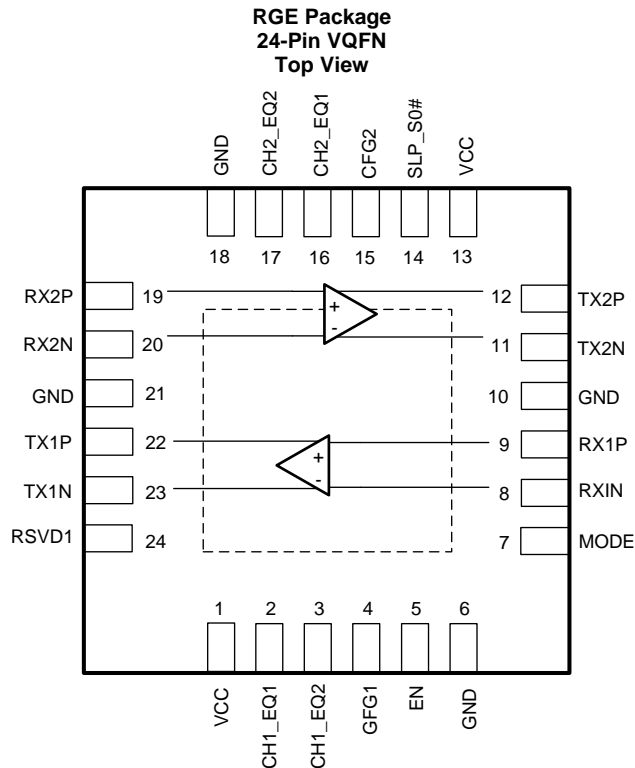 RGE Package
24-Pin VQFN
Top View
GND
CH2_EQ2
CH2_EQ1
CFG2
SLP_S0#
VCC
18 17 16 15 14 13
RX2P 19 + 12 TX2P
RX2N 20 - 11 TX2N
GND 21 10 GND
TX1P 22 + 9 RX1P
TX1N 23 - 8 RXIN
RSVD1 24 7 MODE
1 2 3 4 5 6
VCC
CH1_EQ1
CH1_EQ2
GFG1
EN
GND